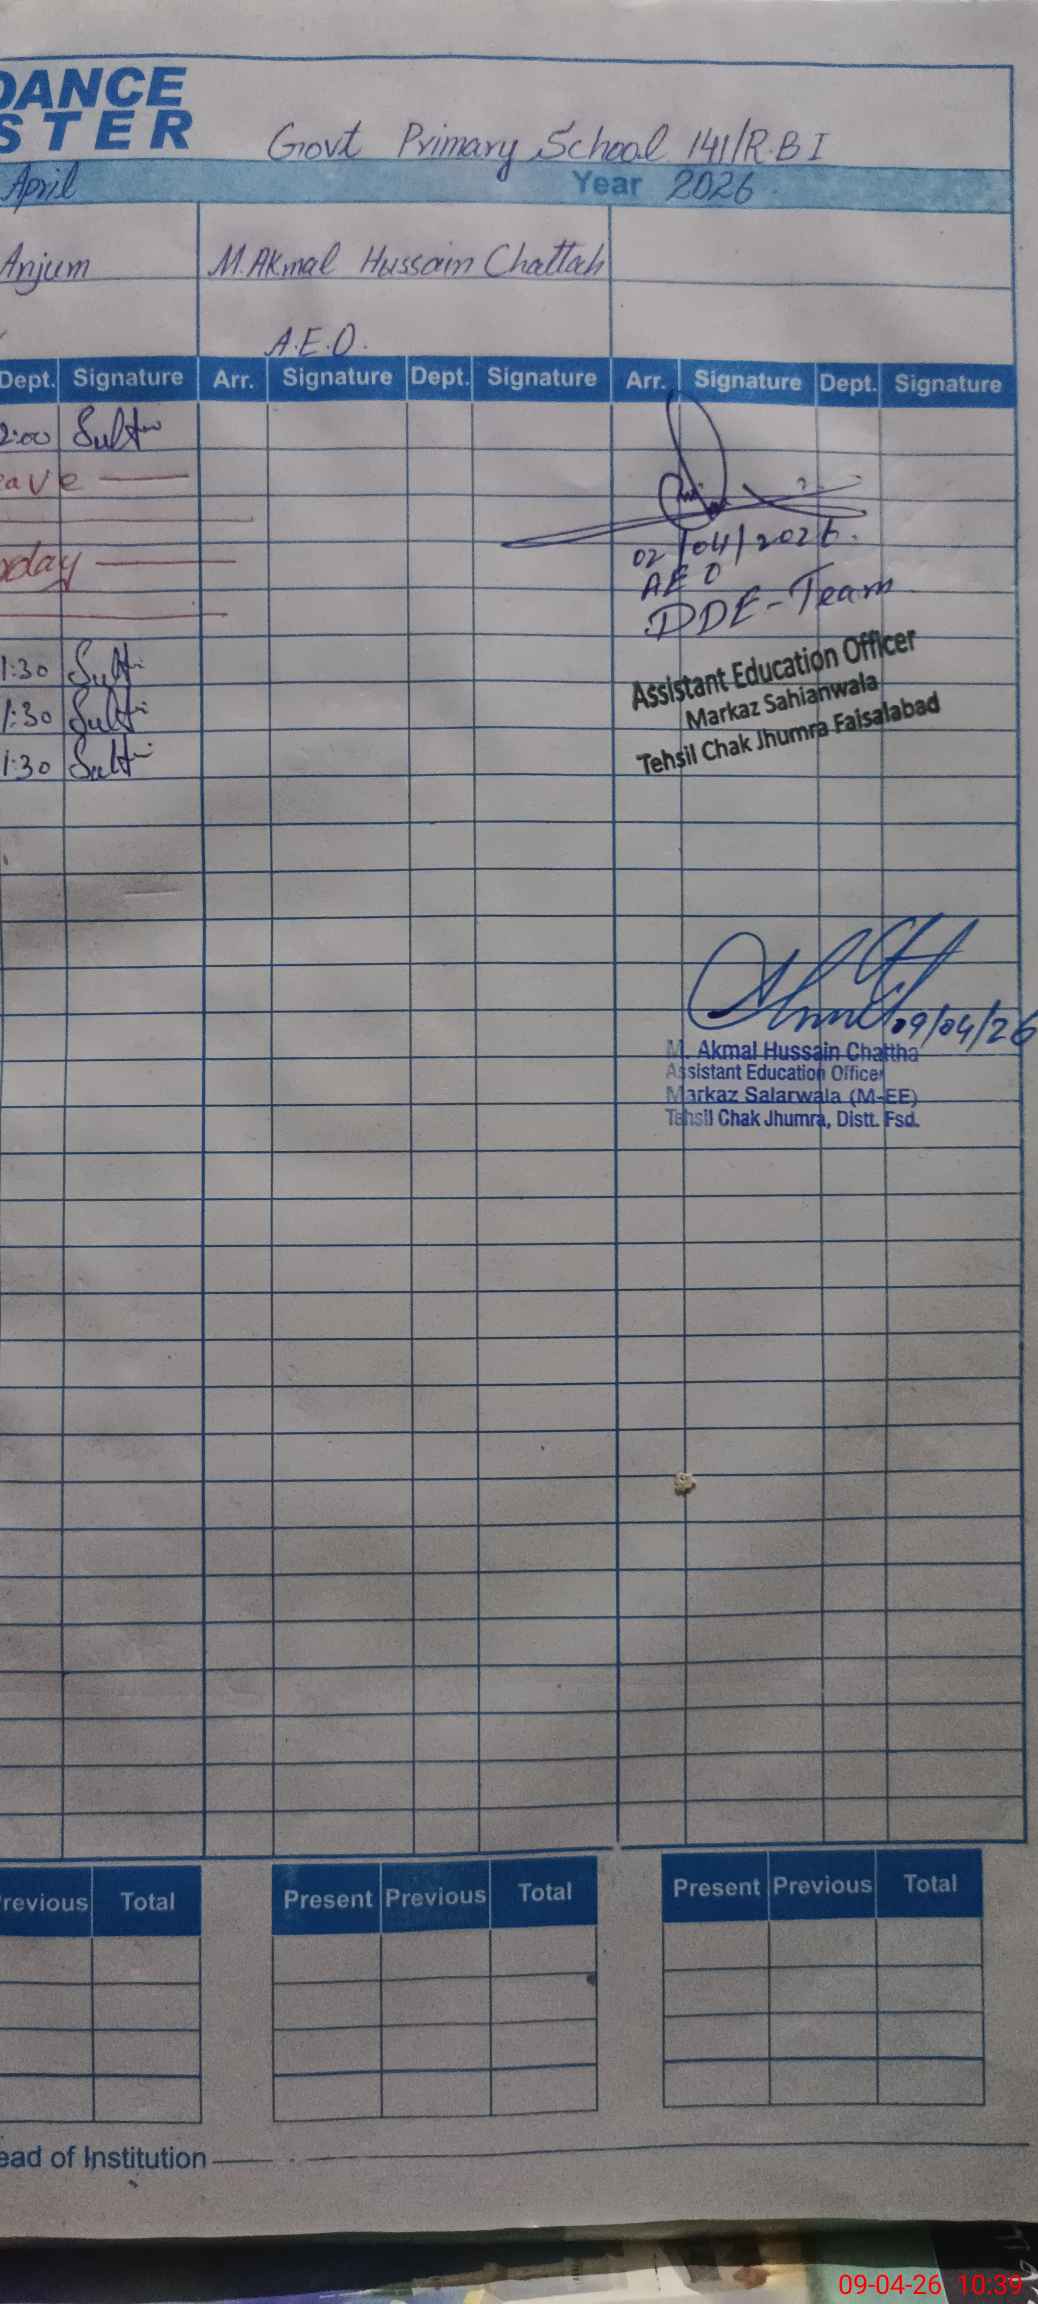 DANCE
STER
Govt Primary School 141/R.B I
April Year 2026
Anjum M.Akmal Hussain Chattah
A.E.O.
Dept. Signature Arr. Signature Dept. Signature Arr. Signature Dept. Signature
2:00
eave
02/04/2026.
AEO
DDE-Team
1:30
Assistant Education Officer
1:30
Markaz Sahianwala
1:30
Tehsil Chak Jhumra Faisalabad
09/04/26
M. Akmal Hussain Chattha
Assistant Education Officer
Markaz Salarwala (M-EE)
Tehsil Chak Jhumra, Distt. Fsd.
Previous Total Present Previous Total Present Previous Total
ead of Institution
09-04-26 10:39